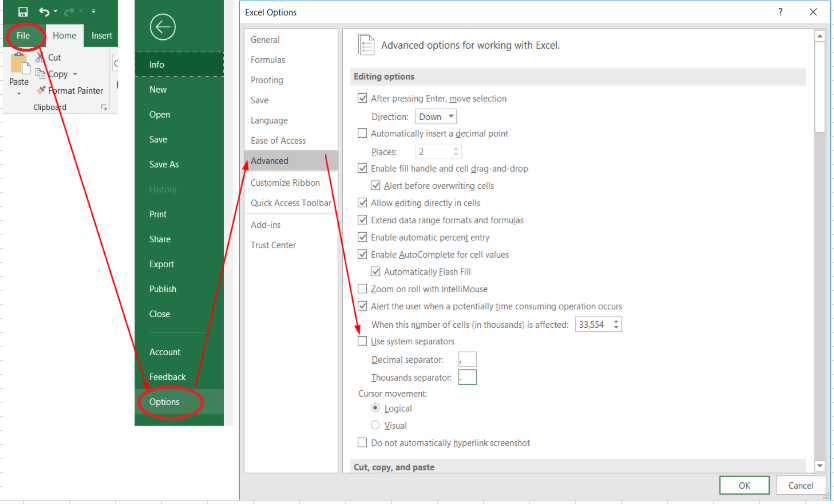 File
Home
Insert
Paste
Cut
Copy
Format Painter
Clipboard
Info
New
Open
Save
Save As
History
Print
Share
Export
Publish
Close
Account
Feedback
Options
Excel Options
?
General
Formulas
Proofing
Save
Language
Ease of Access
Advanced
Customize Ribbon
Quick Access Toolbar
Add-ins
Trust Center
Advanced options for working with Excel.
Editing options
After pressing Enter, move selection
Direction: Down
Automatically insert a decimal point
Places: 2
Enable fill handle and cell drag-and-drop
Alert before overwriting cells
Allow editing directly in cells
Extend data range formats and formulas
Enable automatic percent entry
Enable AutoComplete for cell values
Automatically Flash Fill
Zoom on roll with IntelliMouse
Alert the user when a potentially time consuming operation occurs
When this number of cells (in thousands) is affected: 33,554
Use system separators
Decimal separator: ,
Thousands separator: .
Cursor movement:
Logical
Visual
Do not automatically hyperlink screenshot
Cut, copy, and paste
OK
Cancel